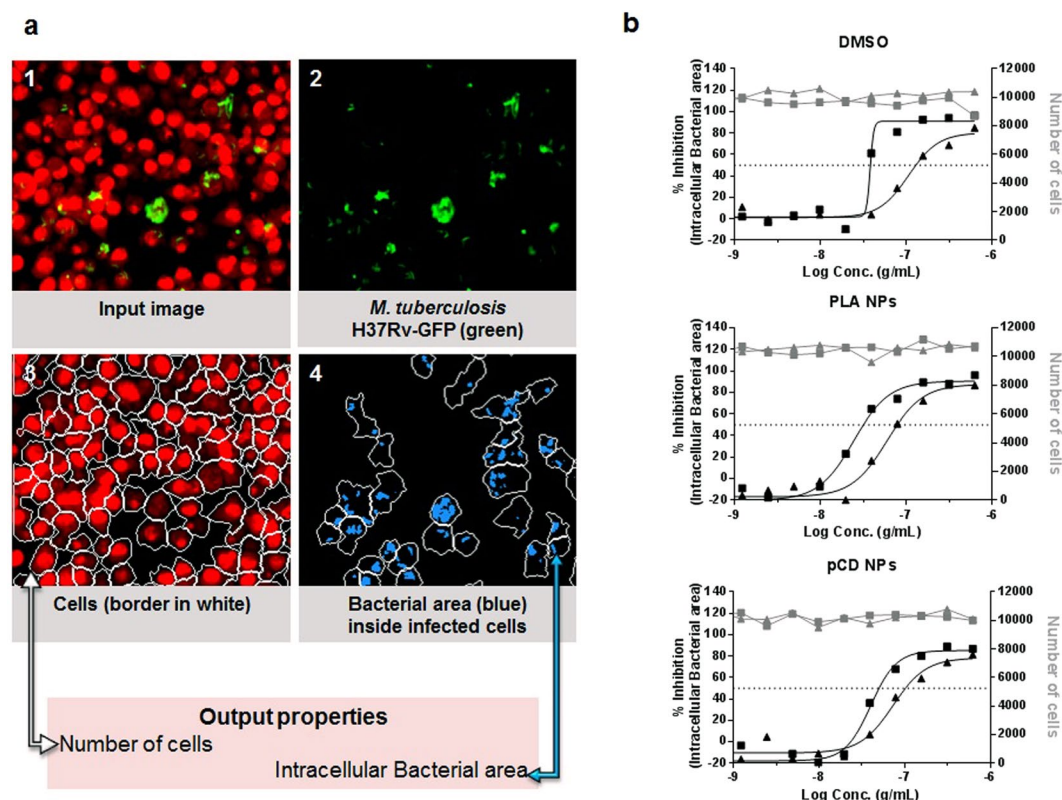 a
1
2
Input image
M. tuberculosis
H37Rv-GFP (green)
3
4
Cells (border in white)
Bacterial area (blue)
inside infected cells
Output properties
Number of cells
Intracellular Bacterial area
b
DMSO
% Inhibition
(Intracellular Bacterial area)
140
120
100
80
60
40
20
0
-20
12000
10000
8000
6000
4000
2000
0
Number of cells
-9
-8
-7
-6
Log Conc. (g/mL)
PLA NPs
% Inhibition
(Intracellular Bacterial area)
140
120
100
80
60
40
20
0
-20
12000
10000
8000
6000
4000
2000
0
Number of cells
-9
-8
-7
-6
Log Conc. (g/mL)
pCD NPs
% Inhibition
(Intracellular Bacterial area)
140
120
100
80
60
40
20
0
-20
12000
10000
8000
6000
4000
2000
0
Number of cells
-9
-8
-7
-6
Log Conc. (g/mL)